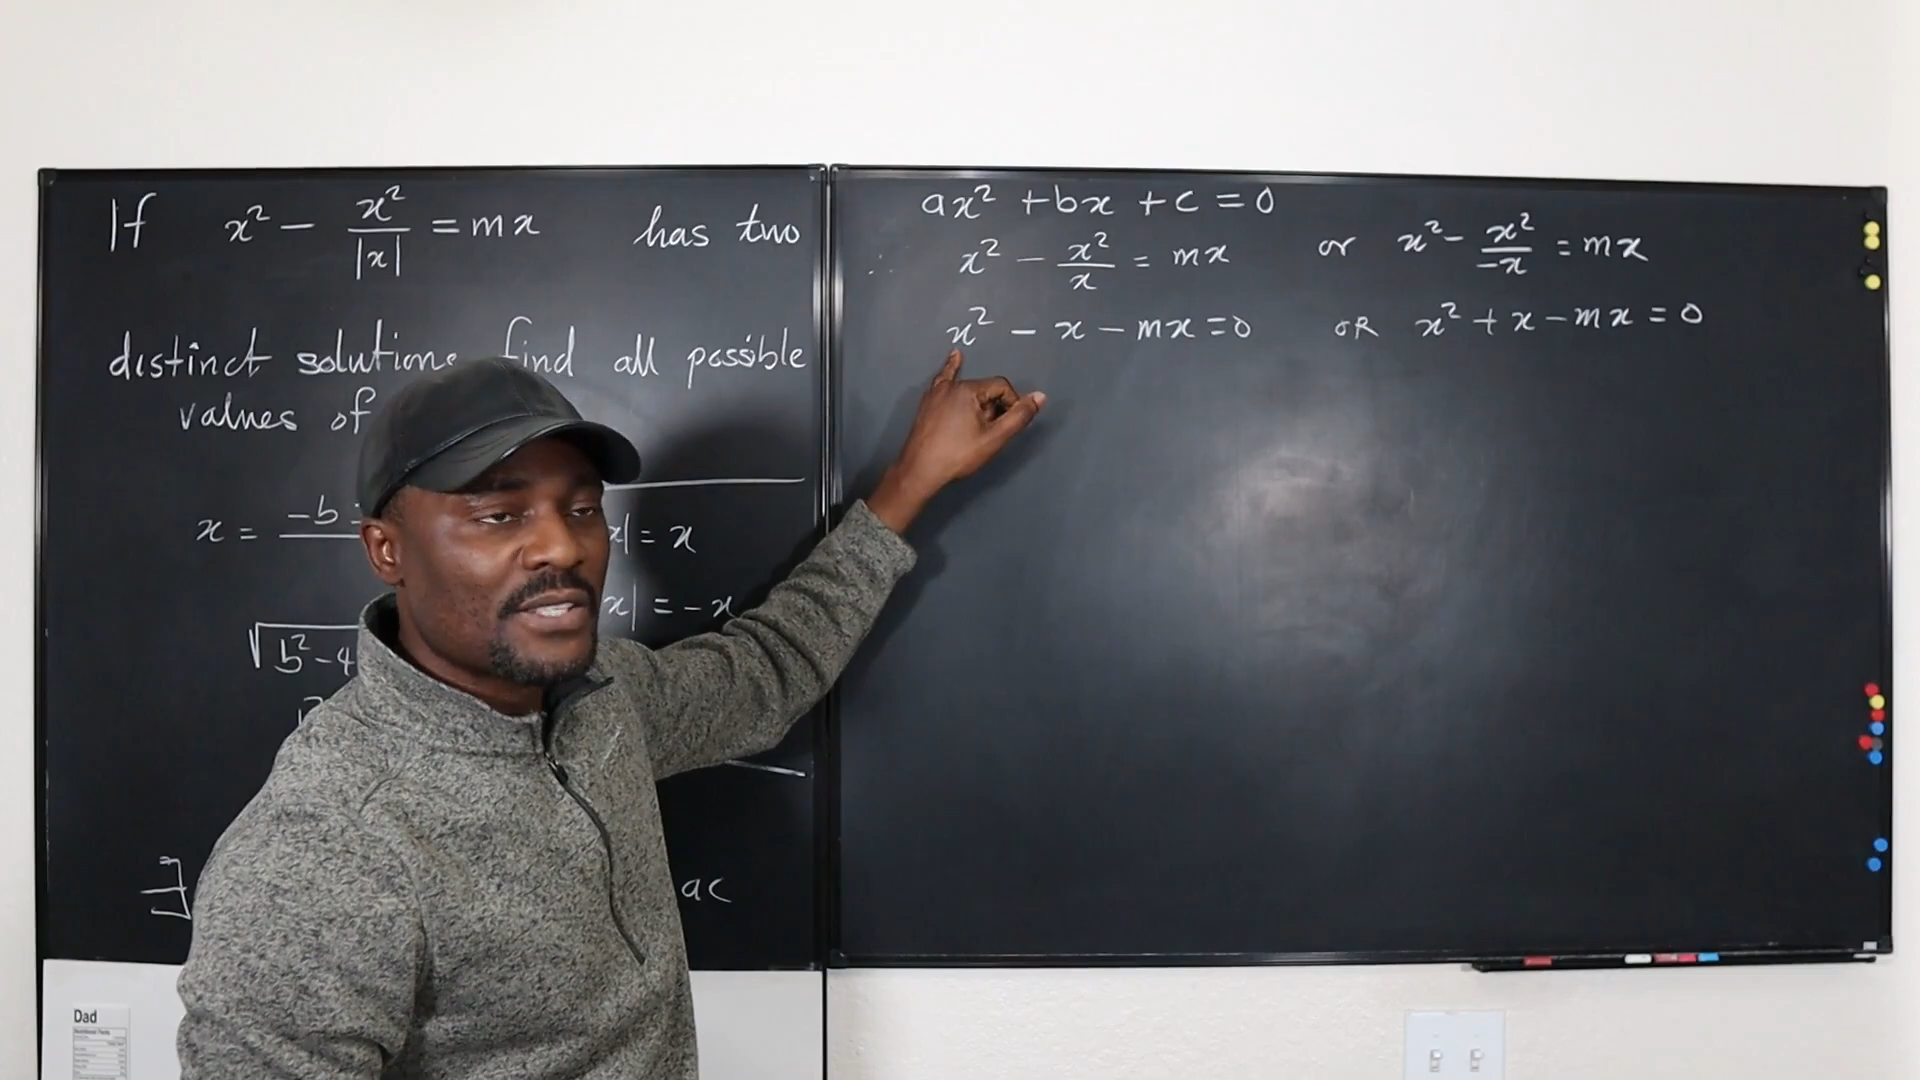 If x² − x²/|x| = mx has two
distinct solutions find all possible
values of
x = −b
x| = x
x| = −x
√b²−4
∃
ac
ax² + bx + c = 0
x² − x²/x = mx or x² − x²/−x = mx
x² − x − mx = 0 OR x² + x − mx = 0
Dad